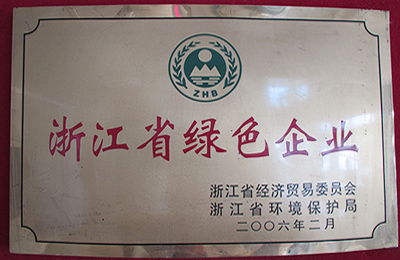 ZHB
浙江省绿色企业
浙江省经济贸易委员会
浙江省环境保护局
二〇〇六年二月